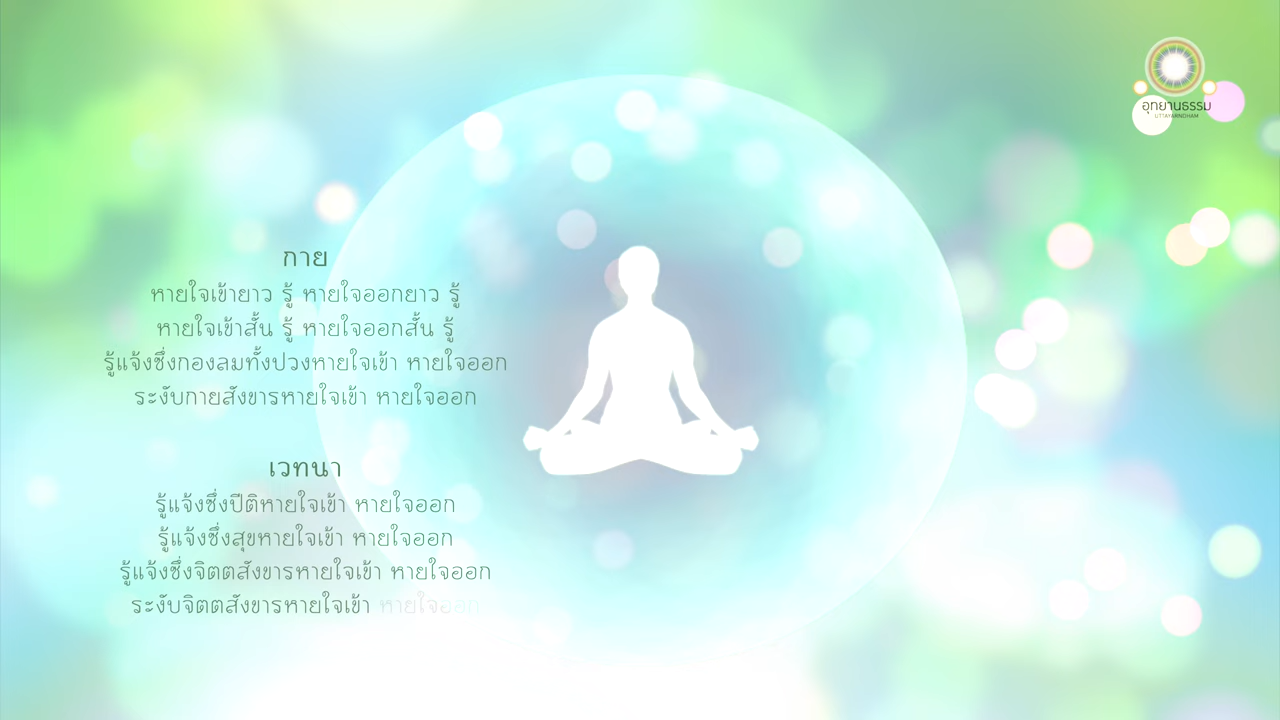 อุทยานธรรม
UTTAYARNDHAM
กาย
หายใจเข้ายาว รู้ หายใจออกยาว รู้
หายใจเข้าสั้น รู้ หายใจออกสั้น รู้
รู้แจ้งซึ่งกองลมทั้งปวงหายใจเข้า หายใจออก
ระงับกายสังขารหายใจเข้า หายใจออก
เวทนา
รู้แจ้งซึ่งปีติหายใจเข้า หายใจออก
รู้แจ้งซึ่งสุขหายใจเข้า หายใจออก
รู้แจ้งซึ่งจิตตสังขารหายใจเข้า หายใจออก
ระงับจิตตสังขารหายใจเข้า หายใจออก